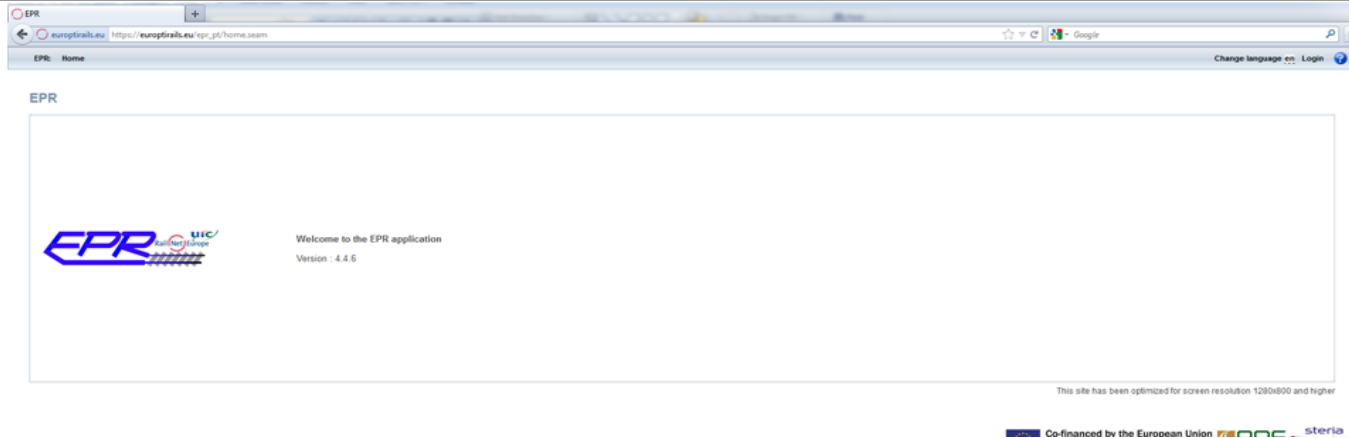 EPR
+
europtirails.eu https://europtirails.eu/epr_pt/home.seam
Google
EPR: Home
Change language en Login ?
EPR
EPR RailNetEurope uic
Welcome to the EPR application
Version : 4.4.6
This site has been optimized for screen resolution 1280x800 and higher
Co-financed by the European Union
steria